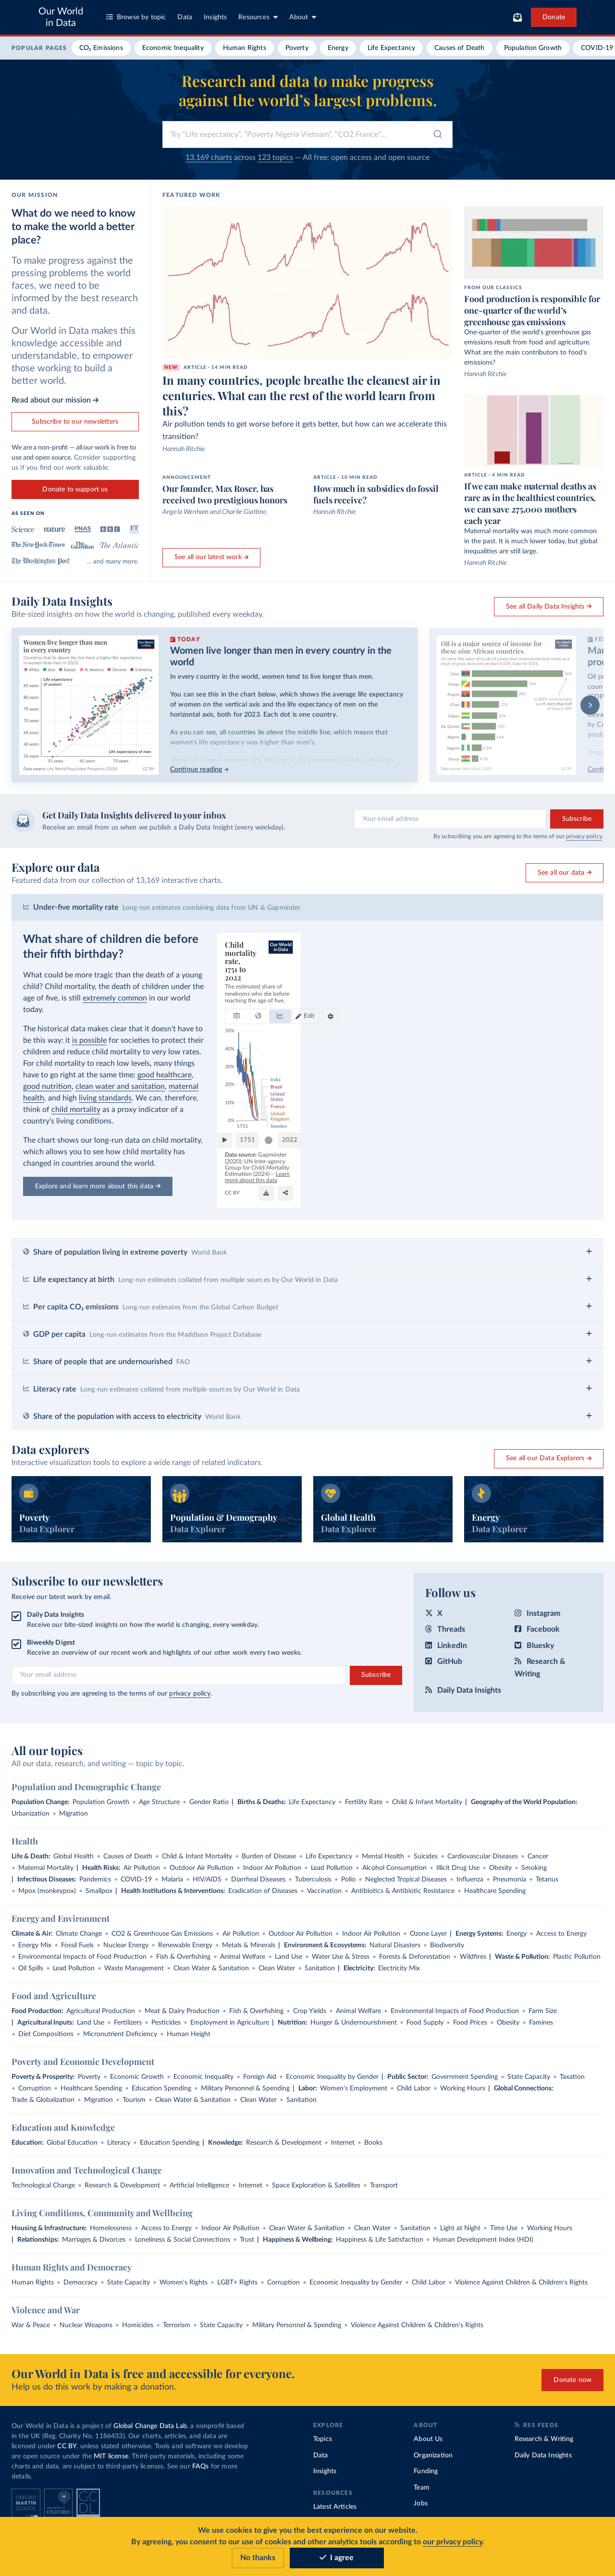 Our World
in Data
Browse by topic
Data
Insights
Resources
About
Donate
POPULAR PAGES
CO₂ Emissions
Economic Inequality
Human Rights
Poverty
Energy
Life Expectancy
Causes of Death
Population Growth
COVID-19
Research and data to make progress
against the world's largest problems.
Try "Life expectancy", "Poverty Nigeria Vietnam", "CO2 France"...
13,169 charts across 123 topics — All free: open access and open source
OUR MISSION
What do we need to know
to make the world a better
place?
To make progress against the
pressing problems the world
faces, we need to be
informed by the best research
and data.
Our World in Data makes this
knowledge accessible and
understandable, to empower
those working to build a
better world.
Read about our mission →
Subscribe to our newsletters
We are a non-profit — all our work is free to
use and open source. Consider supporting
us if you find our work valuable.
Donate to support us
AS SEEN ON
Science
nature
PNAS
BBC
FT
The New York Times
The Guardian
The Atlantic
The Washington Post
... and many more.
FEATURED WORK
NEW ARTICLE · 14 MIN READ
In many countries, people breathe the cleanest air in
centuries. What can the rest of the world learn from
this?
Air pollution tends to get worse before it gets better, but how can we accelerate this
transition?
Hannah Ritchie
ANNOUNCEMENT
Our founder, Max Roser, has
received two prestigious honors
Angela Wenham and Charlie Giattino
ARTICLE · 10 MIN READ
How much in subsidies do fossil
fuels receive?
Hannah Ritchie
See all our latest work →
FROM OUR CLASSICS
Food production is responsible for
one-quarter of the world's
greenhouse gas emissions
One-quarter of the world's greenhouse gas
emissions result from food and agriculture.
What are the main contributors to food's
emissions?
Hannah Ritchie
ARTICLE · 4 MIN READ
If we can make maternal deaths as
rare as in the healthiest countries,
we can save 275,000 mothers
each year
Maternal mortality was much more common
in the past. It is much lower today, but global
inequalities are still large.
Hannah Ritchie
Daily Data Insights
Bite-sized insights on how the world is changing, published every weekday.
See all Daily Data Insights →
Women live longer than men
in every country
TODAY
Women live longer than men in every country in the
world
In every country in the world, women tend to live longer than men.
You can see this in the chart below, which shows the average life expectancy
of women on the vertical axis and the life expectancy of men on the
horizontal axis, both for 2023. Each dot is one country.
As you can see, all countries lie above the middle line, which means that
women's life expectancy was higher than men's.
Continue reading →
Oil is a major source of income for
these nine African countries
Get Daily Data Insights delivered to your inbox
Receive an email from us when we publish a Daily Data Insight (every weekday).
Your email address
Subscribe
By subscribing you are agreeing to the terms of our privacy policy.
Explore our data
Featured data from our collection of 13,169 interactive charts.
See all our data →
Under-five mortality rate Long-run estimates combining data from UN & Gapminder
What share of children die before
their fifth birthday?
What could be more tragic than the death of a young
child? Child mortality, the death of children under the
age of five, is still extremely common in our world
today.
The historical data makes clear that it doesn't have to
be this way: it is possible for societies to protect their
children and reduce child mortality to very low rates.
For child mortality to reach low levels, many things
have to go right at the same time: good healthcare,
good nutrition, clean water and sanitation, maternal
health, and high living standards. We can, therefore,
think of child mortality as a proxy indicator of a
country's living conditions.
The chart shows our long-run data on child mortality,
which allows you to see how child mortality has
changed in countries around the world.
Explore and learn more about this data →
Child
mortality
rate,
1751 to
2022
Our World
in Data
The estimated share of
newborns who die before
reaching the age of five.
Edit
50%
40%
30%
20%
10%
0%
India
Brazil
United
States
France
United
Kingdom
Sweden
1751
1751
2022
Data source: Gapminder
(2020); UN Inter-agency
Group for Child Mortality
Estimation (2024) – Learn
more about this data
CC BY
Share of population living in extreme poverty World Bank
Life expectancy at birth Long-run estimates collated from multiple sources by Our World in Data
Per capita CO₂ emissions Long-run estimates from the Global Carbon Budget
GDP per capita Long-run estimates from the Maddison Project Database
Share of people that are undernourished FAO
Literacy rate Long-run estimates collated from multiple sources by Our World in Data
Share of the population with access to electricity World Bank
Data explorers
Interactive visualization tools to explore a wide range of related indicators.
See all our Data Explorers →
Poverty
Data Explorer
Population & Demography
Data Explorer
Global Health
Data Explorer
Energy
Data Explorer
Subscribe to our newsletters
Receive our latest work by email.
Daily Data Insights
Receive our bite-sized insights on how the world is changing, every weekday.
Biweekly Digest
Receive an overview of our recent work and highlights of our other work every two weeks.
Your email address
Subscribe
By subscribing you are agreeing to the terms of our privacy policy.
Follow us
X
Instagram
Threads
Facebook
LinkedIn
Bluesky
GitHub
Research &
Writing
Daily Data Insights
All our topics
All our data, research, and writing — topic by topic.
Population and Demographic Change
Population Change: Population Growth • Age Structure • Gender Ratio | Births & Deaths: Life Expectancy • Fertility Rate • Child & Infant Mortality | Geography of the World Population:
Urbanization • Migration
Health
Life & Death: Global Health • Causes of Death • Child & Infant Mortality • Burden of Disease • Life Expectancy • Mental Health • Suicides • Cardiovascular Diseases • Cancer
• Maternal Mortality | Health Risks: Air Pollution • Outdoor Air Pollution • Indoor Air Pollution • Lead Pollution • Alcohol Consumption • Illicit Drug Use • Obesity • Smoking
| Infectious Diseases: Pandemics • COVID-19 • Malaria • HIV/AIDS • Diarrheal Diseases • Tuberculosis • Polio • Neglected Tropical Diseases • Influenza • Pneumonia • Tetanus
• Mpox (monkeypox) • Smallpox | Health Institutions & Interventions: Eradication of Diseases • Vaccination • Antibiotics & Antibiotic Resistance • Healthcare Spending
Energy and Environment
Climate & Air: Climate Change • CO2 & Greenhouse Gas Emissions • Air Pollution • Outdoor Air Pollution • Indoor Air Pollution • Ozone Layer | Energy Systems: Energy • Access to Energy
• Energy Mix • Fossil Fuels • Nuclear Energy • Renewable Energy • Metals & Minerals | Environment & Ecosystems: Natural Disasters • Biodiversity
• Environmental Impacts of Food Production • Fish & Overfishing • Animal Welfare • Land Use • Water Use & Stress • Forests & Deforestation • Wildfires | Waste & Pollution: Plastic Pollution
• Oil Spills • Lead Pollution • Waste Management • Clean Water & Sanitation • Clean Water • Sanitation | Electricity: Electricity Mix
Food and Agriculture
Food Production: Agricultural Production • Meat & Dairy Production • Fish & Overfishing • Crop Yields • Animal Welfare • Environmental Impacts of Food Production • Farm Size
| Agricultural Inputs: Land Use • Fertilizers • Pesticides • Employment in Agriculture | Nutrition: Hunger & Undernourishment • Food Supply • Food Prices • Obesity • Famines
• Diet Compositions • Micronutrient Deficiency • Human Height
Poverty and Economic Development
Poverty & Prosperity: Poverty • Economic Growth • Economic Inequality • Foreign Aid • Economic Inequality by Gender | Public Sector: Government Spending • State Capacity • Taxation
• Corruption • Healthcare Spending • Education Spending • Military Personnel & Spending | Labor: Women's Employment • Child Labor • Working Hours | Global Connections:
Trade & Globalization • Migration • Tourism • Clean Water & Sanitation • Clean Water • Sanitation
Education and Knowledge
Education: Global Education • Literacy • Education Spending | Knowledge: Research & Development • Internet • Books
Innovation and Technological Change
Technological Change • Research & Development • Artificial Intelligence • Internet • Space Exploration & Satellites • Transport
Living Conditions, Community and Wellbeing
Housing & Infrastructure: Homelessness • Access to Energy • Indoor Air Pollution • Clean Water & Sanitation • Clean Water • Sanitation • Light at Night • Time Use • Working Hours
| Relationships: Marriages & Divorces • Loneliness & Social Connections • Trust | Happiness & Wellbeing: Happiness & Life Satisfaction • Human Development Index (HDI)
Human Rights and Democracy
Human Rights • Democracy • State Capacity • Women's Rights • LGBT+ Rights • Corruption • Economic Inequality by Gender • Child Labor • Violence Against Children & Children's Rights
Violence and War
War & Peace • Nuclear Weapons • Homicides • Terrorism • State Capacity • Military Personnel & Spending • Violence Against Children & Children's Rights
Our World in Data is free and accessible for everyone.
Help us do this work by making a donation.
Donate now
Our World in Data is a project of Global Change Data Lab, a nonprofit based
in the UK (Reg. Charity No. 1186433). Our charts, articles, and data are
licensed under CC BY, unless stated otherwise. Tools and software we develop
are open source under the MIT license. Third-party materials, including some
charts and data, are subject to third-party licenses. See our FAQs for more
details.
OXFORD
MARTIN
SCHOOL
UNIVERSITY OF
OXFORD
GC
DL
EXPLORE
Topics
Data
Insights
RESOURCES
Latest Articles
ABOUT
About Us
Organization
Funding
Team
Jobs
RSS FEEDS
Research & Writing
Daily Data Insights
We use cookies to give you the best experience on our website.
By agreeing, you consent to our use of cookies and other analytics tools according to our privacy policy.
No thanks
I agree